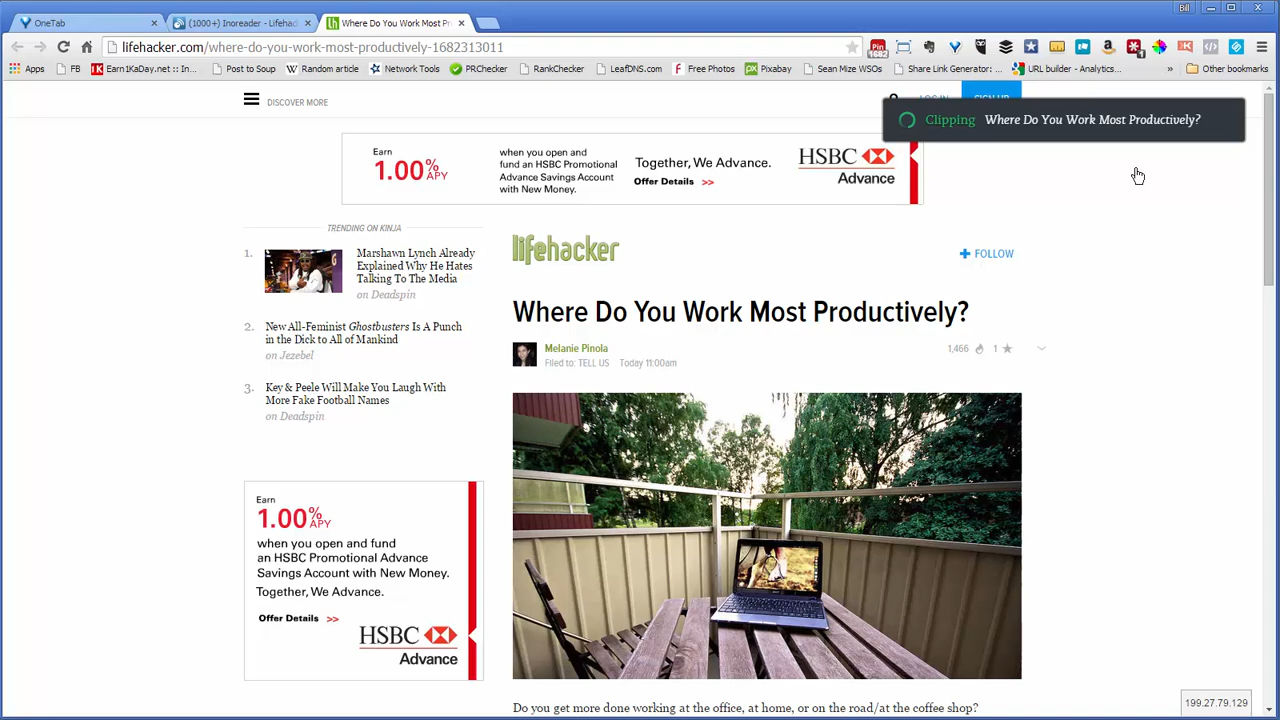 Bill
OneTab
(1000+) Inoreader - Lifehac
Where Do You Work Most Pr
lifehacker.com/where-do-you-work-most-productively-1682313011
Apps
FB
Earn1KaDay.net :: In...
Post to Soup
Random article
Network Tools
PRChecker
RankChecker
LeafDNS.com
Free Photos
Pixabay
Sean Mize WSOs
Share Link Generator: ...
URL builder - Analytics...
»
Other bookmarks
DISCOVER MORE
Clipping Where Do You Work Most Productively?
Earn
1.00% APY
when you open and
fund an HSBC Promotional
Advance Savings Account
with New Money.
Together, We Advance.
Offer Details >>
HSBC
Advance
TRENDING ON KINJA
1.
Marshawn Lynch Already
Explained Why He Hates
Talking To The Media
on Deadspin
2.
New All-Feminist Ghostbusters Is A Punch
in the Dick to All of Mankind
on Jezebel
3.
Key & Peele Will Make You Laugh With
More Fake Football Names
on Deadspin
lifehacker
+ FOLLOW
Where Do You Work Most Productively?
Melanie Pinola
Filed to: TELL US Today 11:00am
1,466 1
Earn
1.00% APY
when you open and fund
an HSBC Promotional Advance
Savings Account with New Money.
Together, We Advance.
Offer Details >>
HSBC
Advance
Do you get more done working at the office, at home, or on the road/at the coffee shop?
199.27.79.129